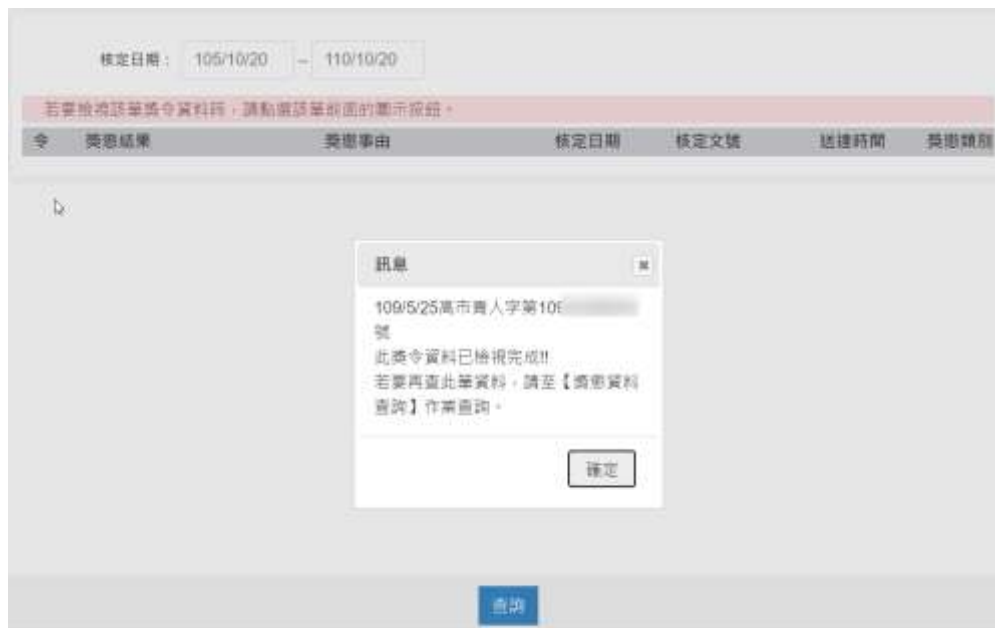 核定日期： 105/10/20 – 110/10/20
若要檢視該筆獎令資料時，請點選該筆前面的圖示按鈕。
令 獎懲結果 獎懲事由 核定日期 核定文號 送達時間 獎懲類別
訊息
109/5/25高市人字第109
號
此獎令資料已檢視完成!!
若要再查此筆資料，請至【獎懲資料
查詢】作業查詢。
確定
查詢